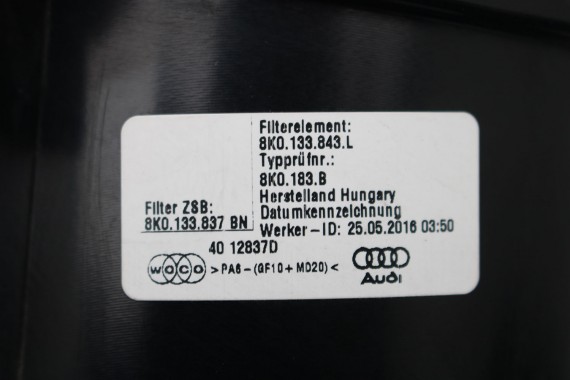 Filterelement:
8K0.133.843.L
Typprüfnr.:
8K0.183.B
Herstelland Hungary
Datumkennzeichnung
Werker-ID: 25.05.2016 03:50
Filter ZSB:
8K0.133.837 BN
40 12837D
WOCO >PA6-(GF10+MD20)<
Audi